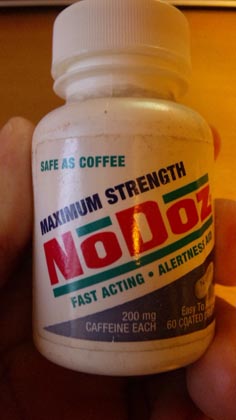 SAFE AS COFFEE
MAXIMUM STRENGTH
NoDoz
FAST ACTING • ALERTNESS AID
200 mg
CAFFEINE EACH
Easy To
60 COATED